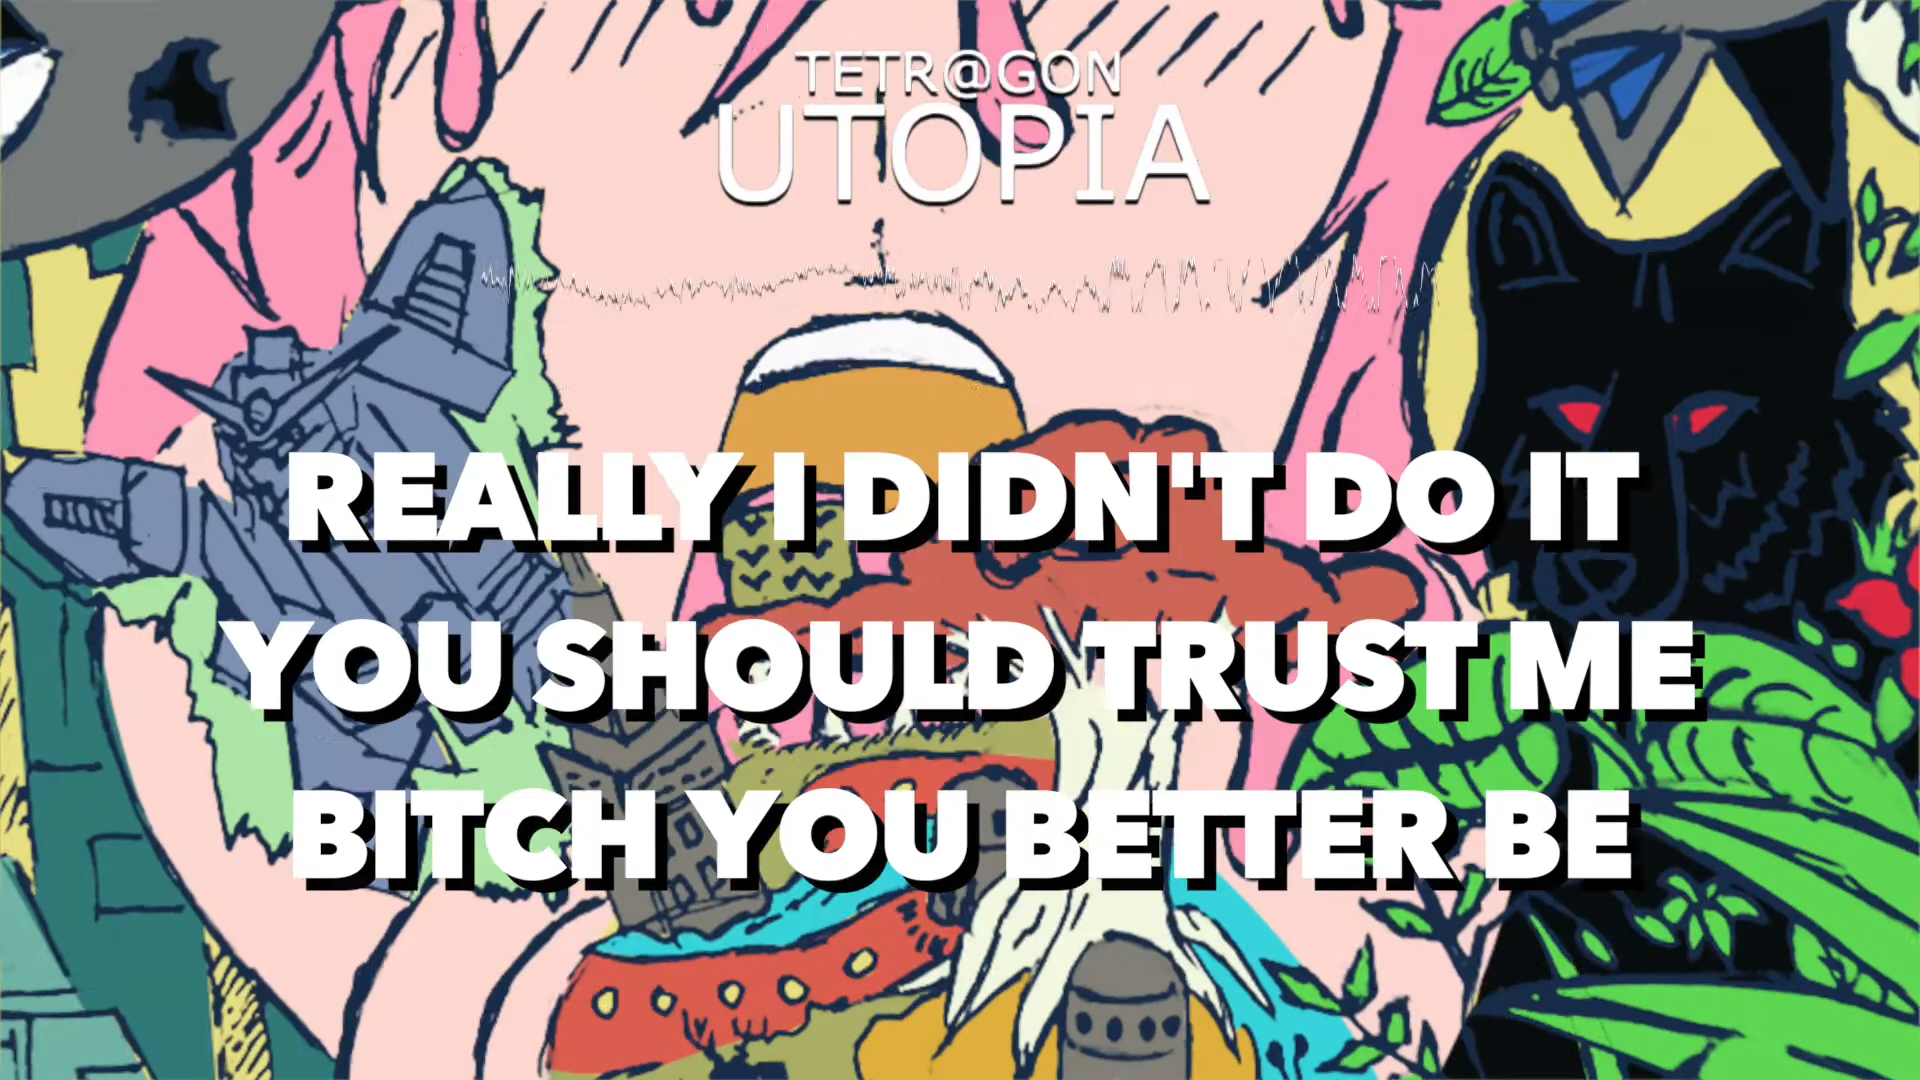 TETR@GON
UTOPIA
REALLY I DIDN'T DO IT
YOU SHOULD TRUST ME
BITCH YOU BETTER BE